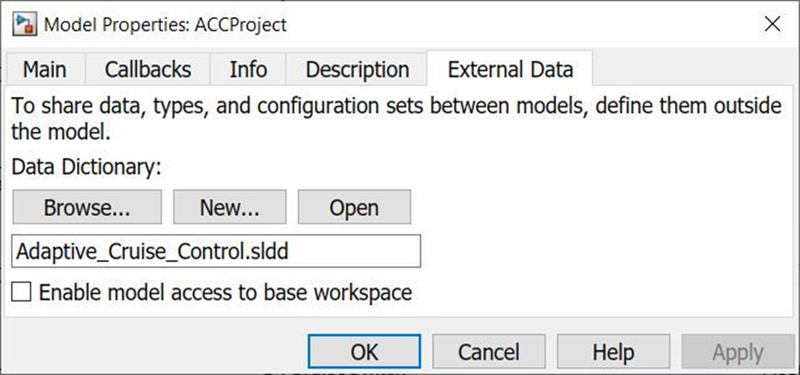 Model Properties: ACCProject
Main Callbacks Info Description External Data
To share data, types, and configuration sets between models, define them outside
the model.
Data Dictionary:
Browse... New... Open
Adaptive_Cruise_Control.sldd
Enable model access to base workspace
OK Cancel Help Apply